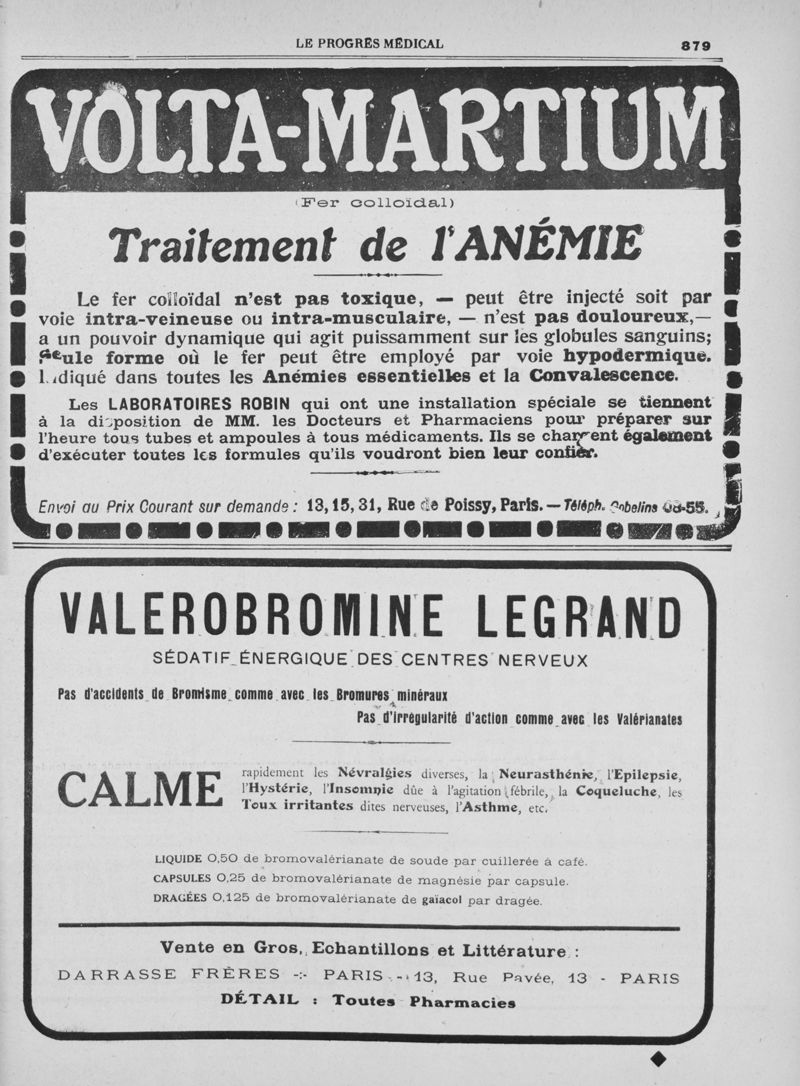 LE PROGRÈS MÉDICAL 879
VOLTA-MARTIUM
(Fer colloïdal)
Traitement de l'ANÉMIE
Le fer colloïdal n'est pas toxique, — peut être injecté soit par
voie intra-veineuse ou intra-musculaire, — n'est pas douloureux,—
a un pouvoir dynamique qui agit puissamment sur les globules sanguins;
Seule forme où le fer peut être employé par voie hypodermique.
Indiqué dans toutes les Anémies essentielles et la Convalescence.
Les LABORATOIRES ROBIN qui ont une installation spéciale se tiennent
à la disposition de MM. les Docteurs et Pharmaciens pour préparer sur
l'heure tous tubes et ampoules à tous médicaments. Ils se chargent également
d'exécuter toutes les formules qu'ils voudront bien leur confier.
Envoi au Prix Courant sur demande : 13, 15, 31, Rue de Poissy, Paris. — Téléph. Gobelins 08-55.
VALEROBROMINE LEGRAND
SÉDATIF ÉNERGIQUE DES CENTRES NERVEUX
Pas d'accidents de Bromisme comme avec les Bromures minéraux
Pas d'irrégularité d'action comme avec les Valérianates
CALME rapidement les Névralgies diverses, la Neurasthénie, l'Epilepsie,
l'Hystérie, l'Insomnie dûe à l'agitation fébrile, la Coqueluche, les
Toux irritantes dites nerveuses, l'Asthme, etc.
LIQUIDE 0,50 de bromovalérianate de soude par cuillerée à café.
CAPSULES 0,25 de bromovalérianate de magnésie par capsule.
DRAGÉES 0,125 de bromovalérianate de gaïacol par dragée.
Vente en Gros, Echantillons et Littérature :
DARRASSE FRÈRES -:- PARIS -:- 13, Rue Pavée, 13 - PARIS
DÉTAIL : Toutes Pharmacies